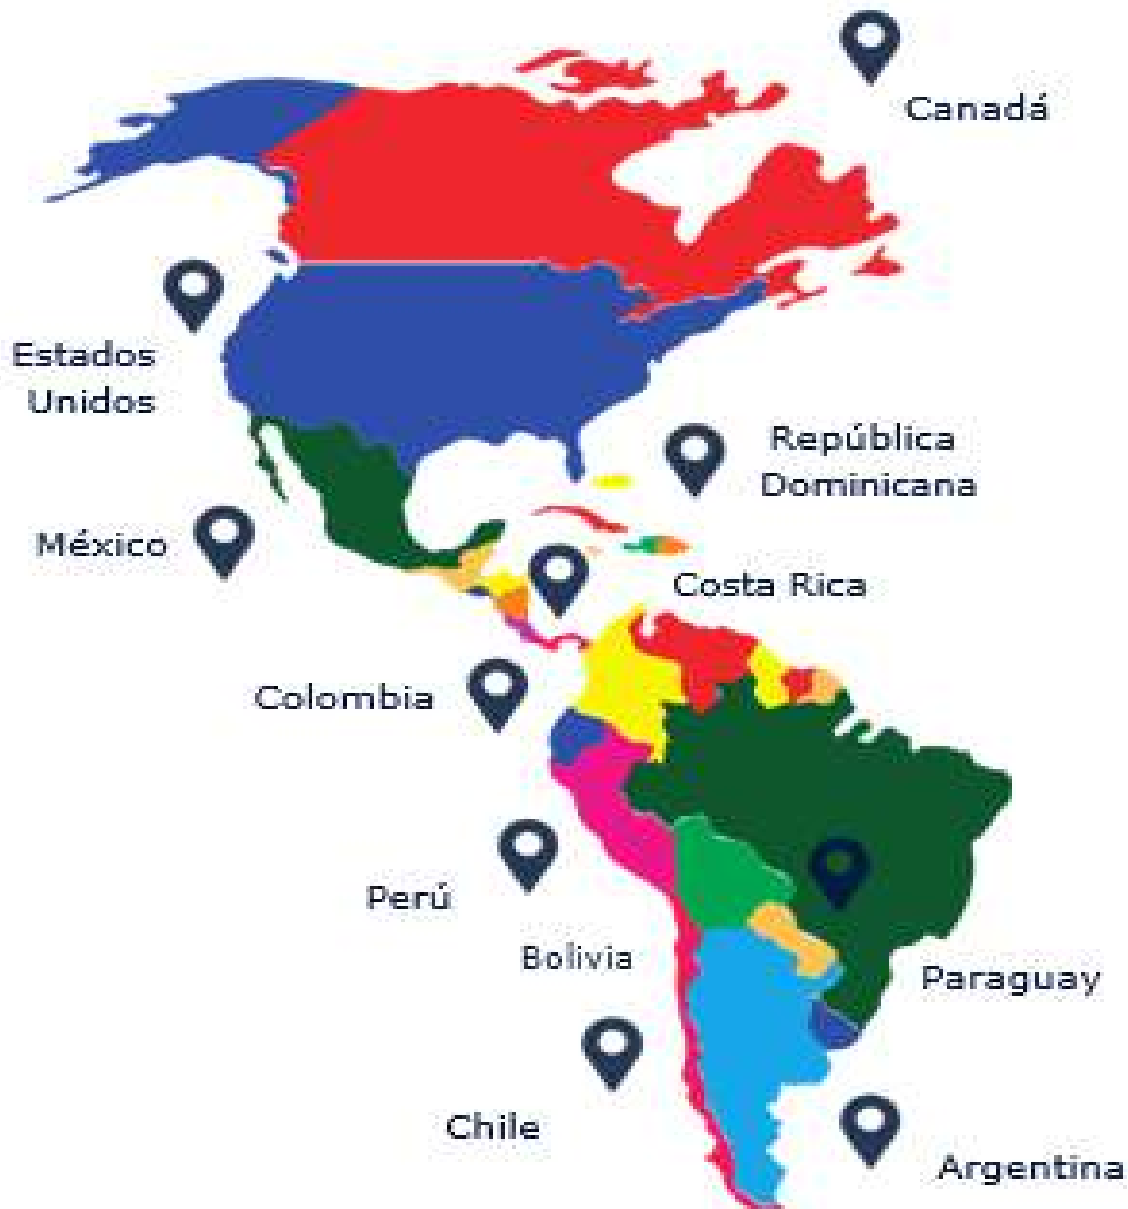 Canadá
Estados
Unidos
República
Dominicana
México
Costa Rica
Colombia
Perú
Bolivia
Paraguay
Chile
Argentina